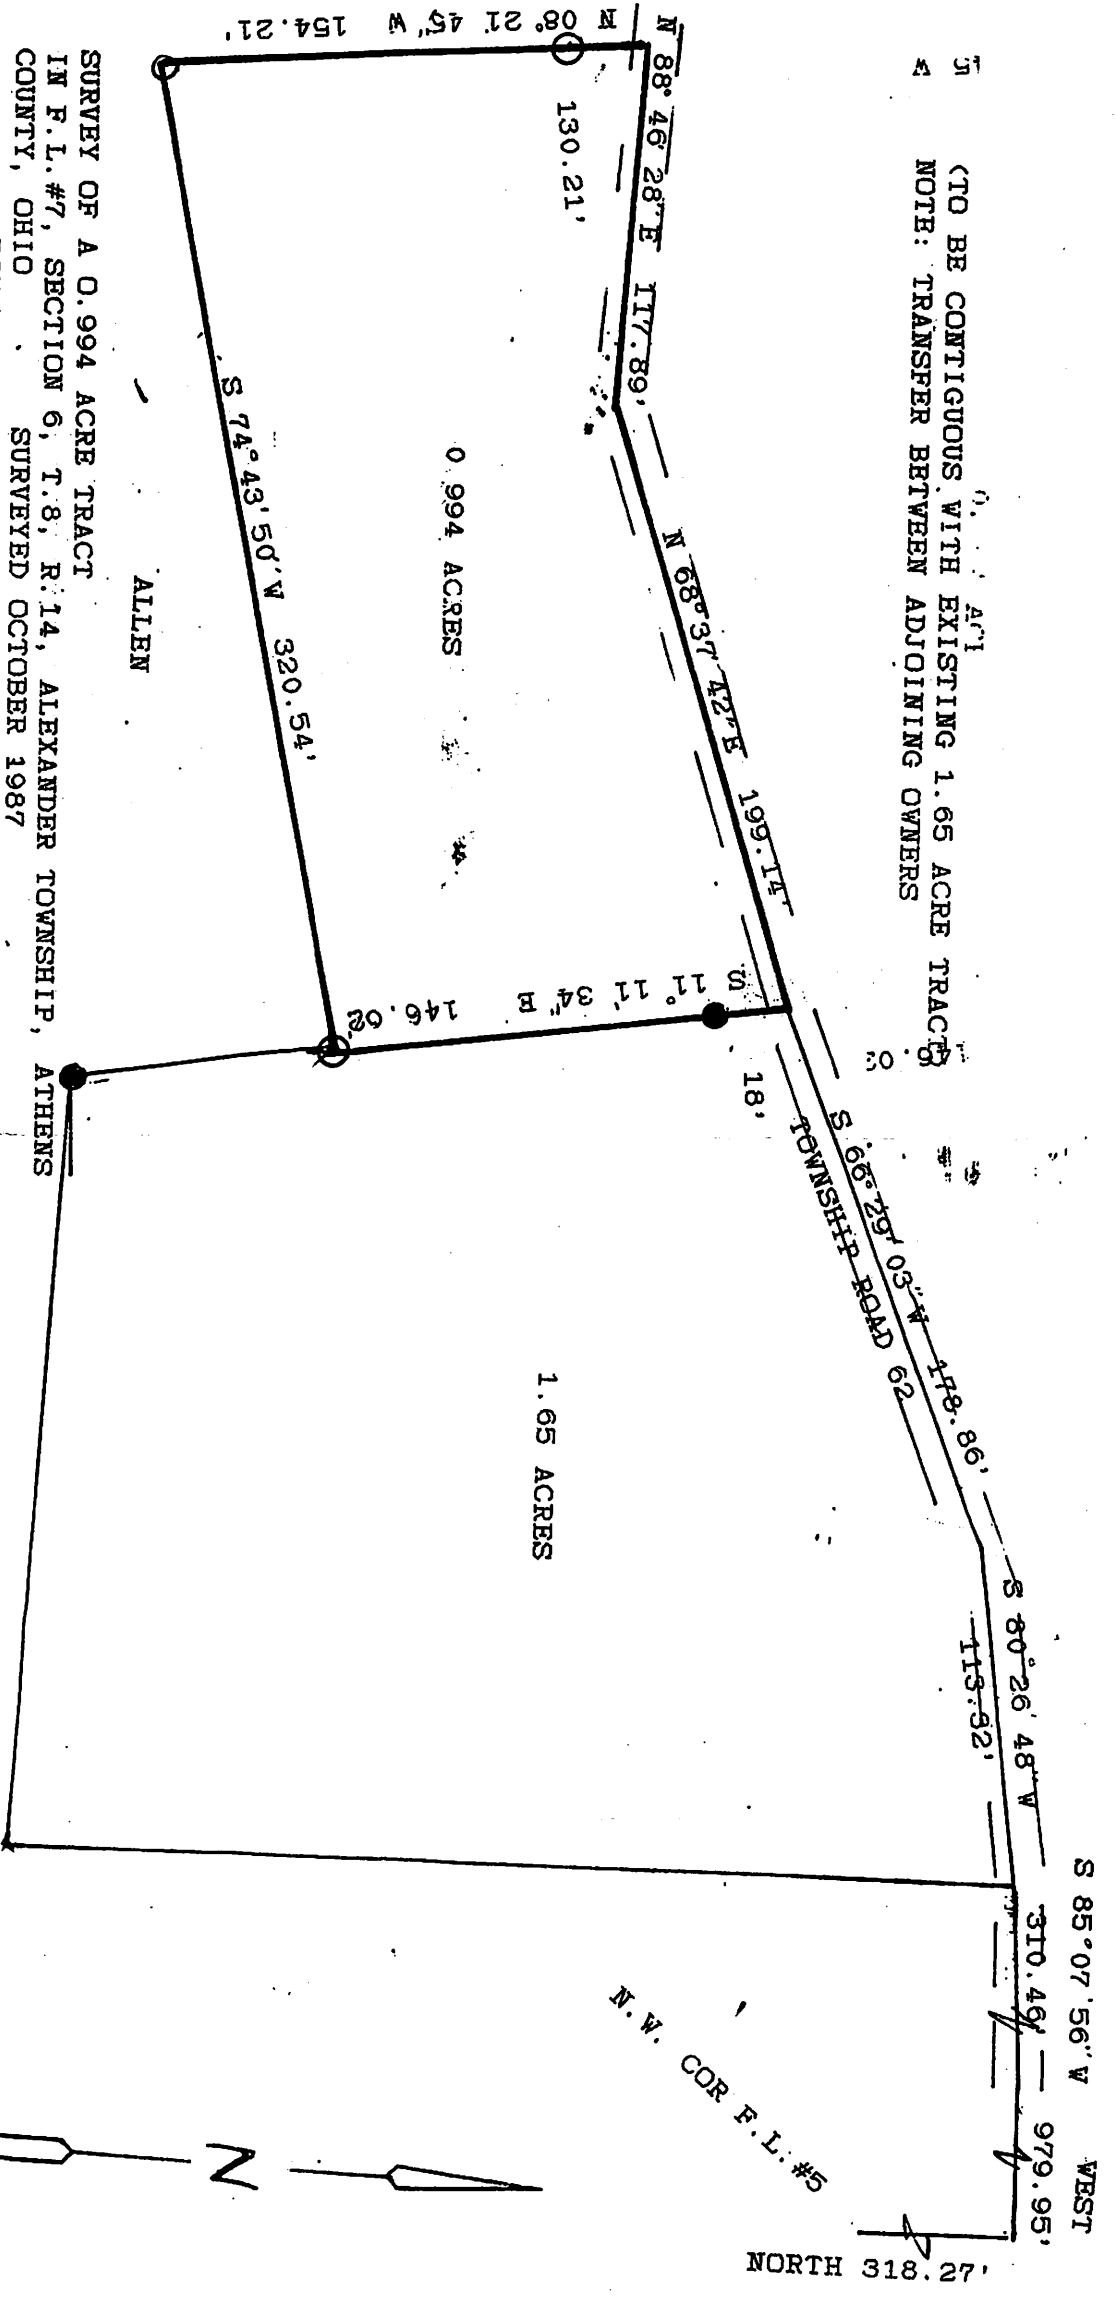 (TO BE CONTIGUOUS WITH EXISTING 1.65 ACRE TRACT)
NOTE: TRANSFER BETWEEN ADJOINING OWNERS
S 85°07'56"W WEST
310.46' 979.95'
NORTH 318.27'
S 80°26'48"W
113.32'
S 66°29'03"W 178.86'
TOWNSHIP ROAD 62
N 88°46'28"E 117.89'
N 68°37'42"E 199.14'
18'
130.21'
N 08°21'45"W 154.21'
S 11°11'34"E 146.02'
0.994 ACRES
1.65 ACRES
S 74°43'50"W 320.54'
ALLEN
N.W. COR F.L.#5
N
SURVEY OF A 0.994 ACRE TRACT
IN F.L.#7, SECTION 6, T.8, R.14, ALEXANDER TOWNSHIP, ATHENS
COUNTY, OHIO SURVEYED OCTOBER 1987